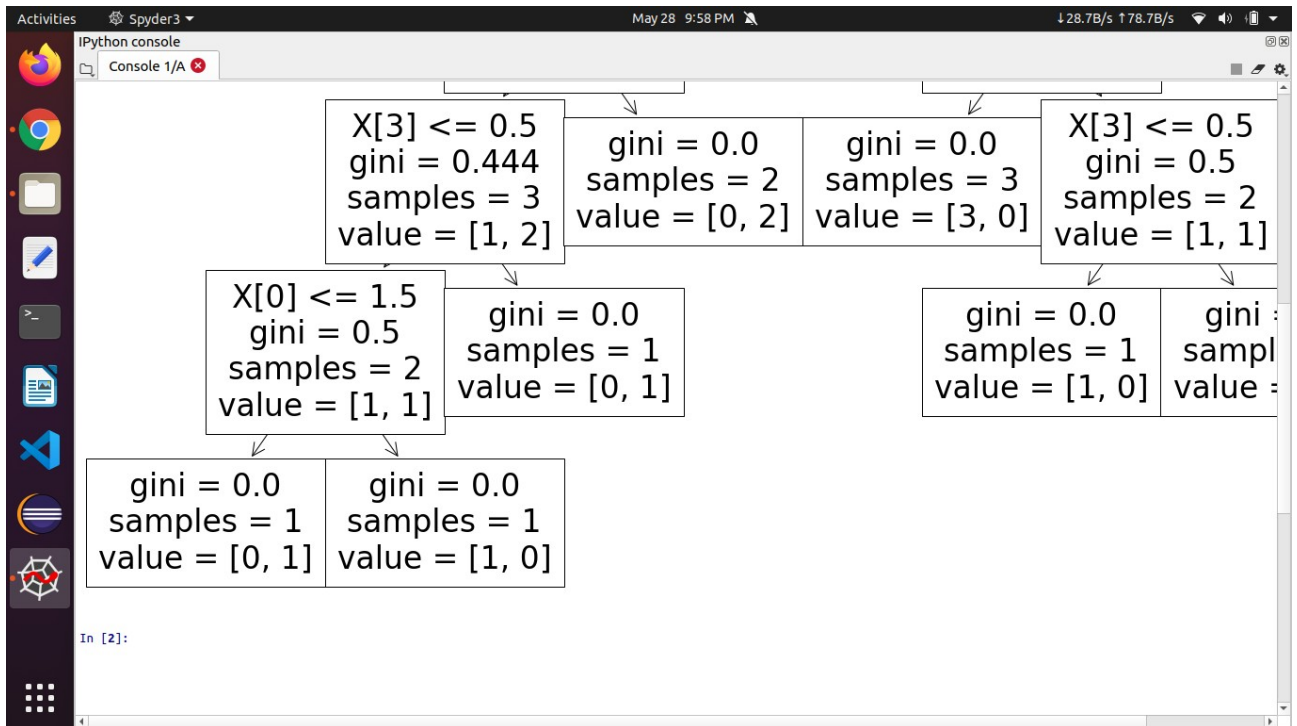 Activities
Spyder3
May 28 9:58 PM
↓28.7B/s ↑78.7B/s
IPython console
Console 1/A
X[3] <= 0.5
gini = 0.444
samples = 3
value = [1, 2]
gini = 0.0
samples = 2
value = [0, 2]
gini = 0.0
samples = 3
value = [3, 0]
X[3] <= 0.5
gini = 0.5
samples = 2
value = [1, 1]
X[0] <= 1.5
gini = 0.5
samples = 2
value = [1, 1]
gini = 0.0
samples = 1
value = [0, 1]
gini = 0.0
samples = 1
value = [1, 0]
gini
sampl
value =
gini = 0.0
samples = 1
value = [0, 1]
gini = 0.0
samples = 1
value = [1, 0]
In [2]: